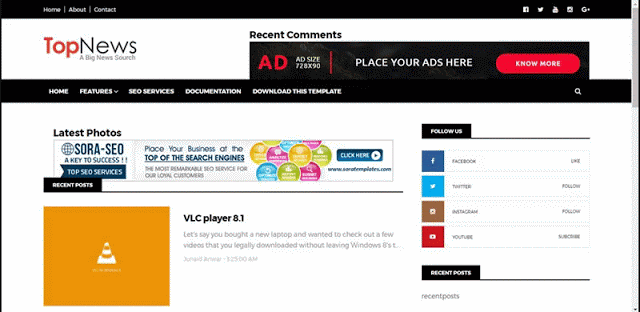 Home | About | Contact
TopNews
A Big News Sourch
Recent Comments
AD AD SIZE 728X90 PLACE YOUR ADS HERE KNOW MORE
HOME FEATURES SEO SERVICES DOCUMENTATION DOWNLOAD THIS TEMPLATE
Latest Photos
SORA-SEO
A KEY TO SUCCESS !!
TOP SEO SERVICES
Place Your Business at the
TOP OF THE SEARCH ENGINES
THE MOST REMARKABLE SEO SERVICE FOR
OUR LOYAL CUSTOMERS
CLICK HERE
www.soratemplates.com
RECENT POSTS
VLC player 8.1
Let's say you bought a new laptop and wanted to check out a few
videos that you legally downloaded without leaving Windows 8's t...
Junaid Anwar - 5:25:00 AM
FOLLOW US
FACEBOOK LIKE
TWITTER FOLLOW
INSTAGRAM FOLLOW
YOUTUBE SUBCRIBE
RECENT POSTS
recentposts